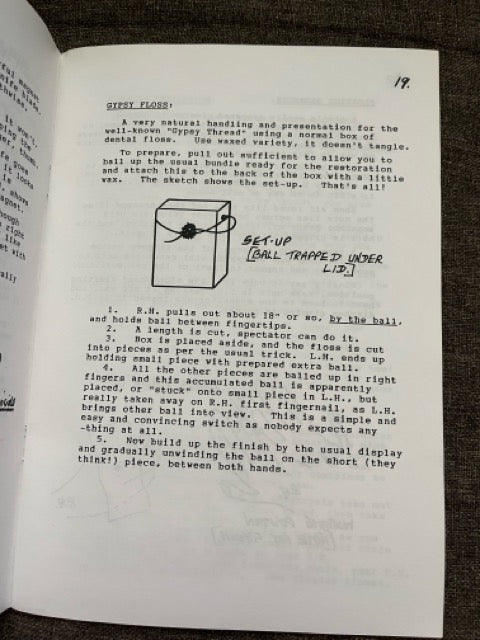 19.
GYPSY FLOSS:
A very natural handling and presentation for the
well-known "Gypsy Thread" using a normal box of
dental floss. Use waxed variety, it doesn't tangle.
To prepare, pull out sufficient to allow you to
ball up the usual bundle ready for the restoration
and attach this to the back of the box with a little
wax. The sketch shows the set-up. That's all!
SET-UP
[BALL TRAPPED UNDER
LID.]
1. R.H. pulls out about 18" or so, by the ball,
and holds ball between fingertips.
2. A length is cut, spectator can do it.
3. Box is placed aside, and the floss is cut
into pieces as per the usual trick. L.H. ends up
holding small piece with prepared extra ball.
4. All the other pieces are balled up in right
fingers and this accumulated ball is apparently
placed, or "stuck" onto small piece in L.H., but
really taken away on R.H. first fingernail, as L.H.
brings other ball into view. This is a simple and
easy and convincing switch as nobody expects any
-thing at all.
5. Now build up the finish by the usual display
and gradually unwinding the ball on the short (they
think!) piece, between both hands.